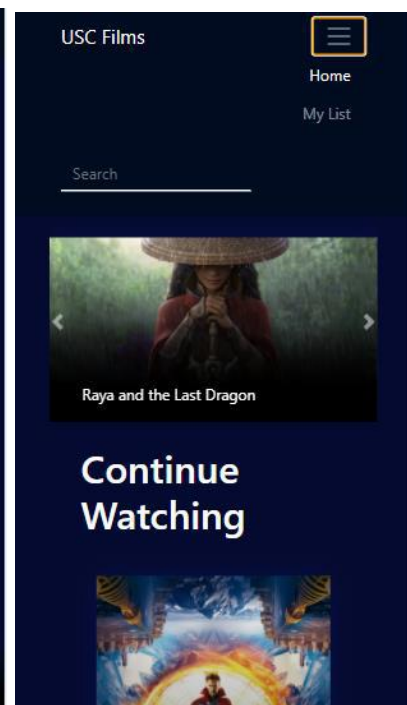 USC Films
Home
My List
Search
Raya and the Last Dragon
Continue
Watching